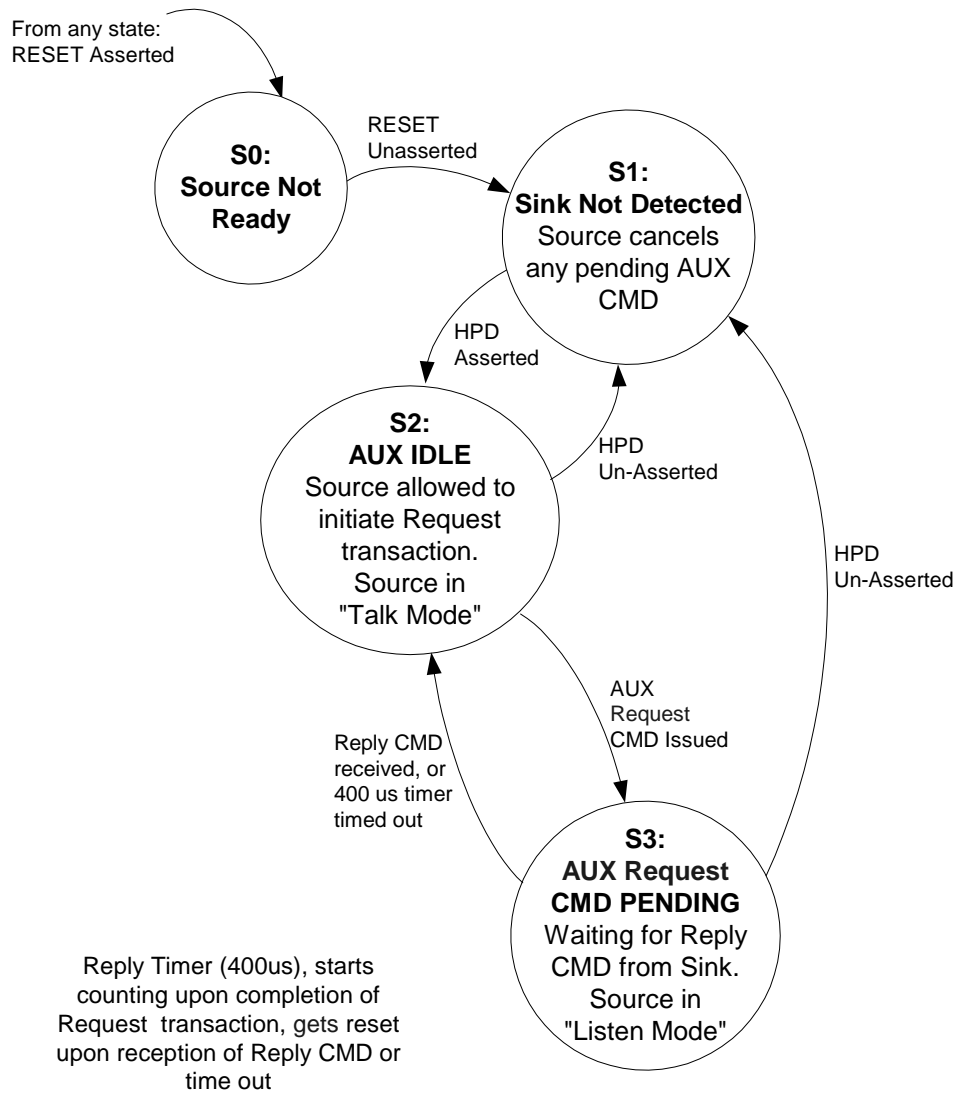 From any state:
RESET Asserted
S0:
Source Not
Ready
RESET
Unasserted
S1:
Sink Not Detected
Source cancels
any pending AUX
CMD
HPD
Asserted
HPD
Un-Asserted
S2:
AUX IDLE
Source allowed to
initiate Request
transaction.
Source in
"Talk Mode"
HPD
Un-Asserted
AUX
Request
CMD Issued
Reply CMD
received, or
400 us timer
timed out
S3:
AUX Request
CMD PENDING
Waiting for Reply
CMD from Sink.
Source in
"Listen Mode"
Reply Timer (400us), starts
counting upon completion of
Request transaction, gets reset
upon reception of Reply CMD or
time out